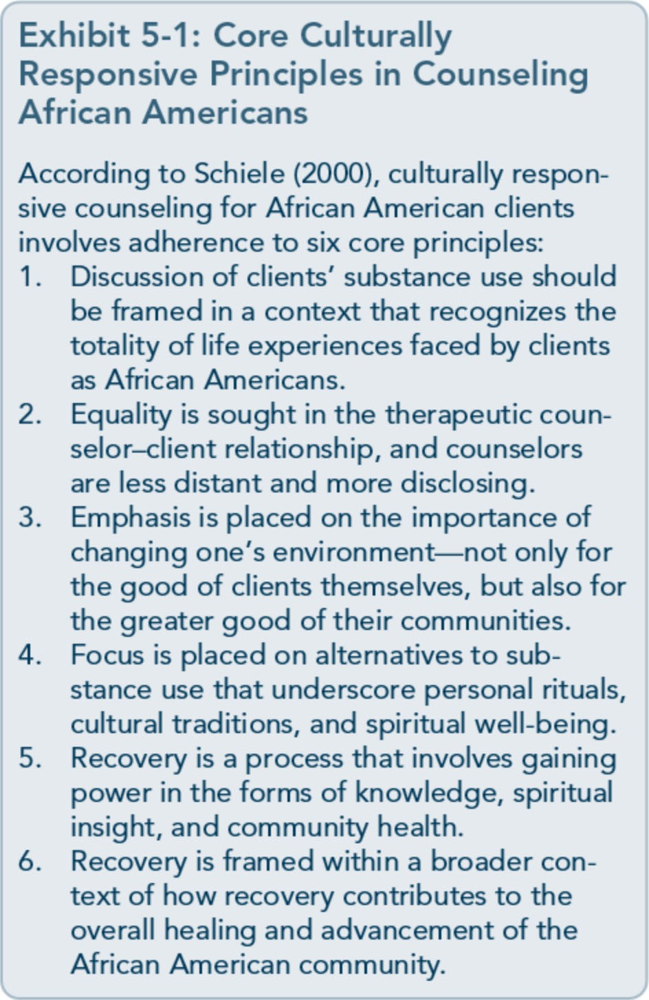 Exhibit 5-1: Core Culturally
Responsive Principles in Counseling
African Americans
According to Schiele (2000), culturally respon-
sive counseling for African American clients
involves adherence to six core principles:
1. Discussion of clients’ substance use should
be framed in a context that recognizes the
totality of life experiences faced by clients
as African Americans.
2. Equality is sought in the therapeutic coun-
selor–client relationship, and counselors
are less distant and more disclosing.
3. Emphasis is placed on the importance of
changing one’s environment—not only for
the good of clients themselves, but also for
the greater good of their communities.
4. Focus is placed on alternatives to sub-
stance use that underscore personal rituals,
cultural traditions, and spiritual well-being.
5. Recovery is a process that involves gaining
power in the forms of knowledge, spiritual
insight, and community health.
6. Recovery is framed within a broader con-
text of how recovery contributes to the
overall healing and advancement of the
African American community.